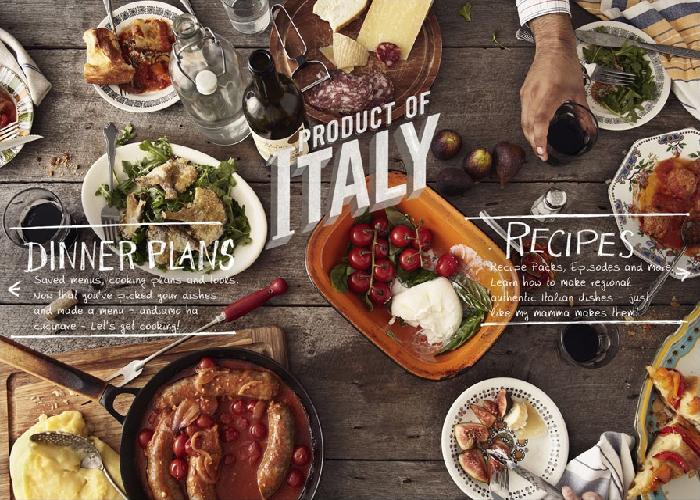 PRODUCT OF
ITALY
DINNER PLANS
Saved menus, cooking plans and tools.
Now that you've picked your dishes
and made a menu - andiamo ha
cucinare - Let's get cooking!
RECIPES
Recipe Packs, Episodes and more.
Learn how to make regional
authentic Italian dishes - just
like my mamma makes them.